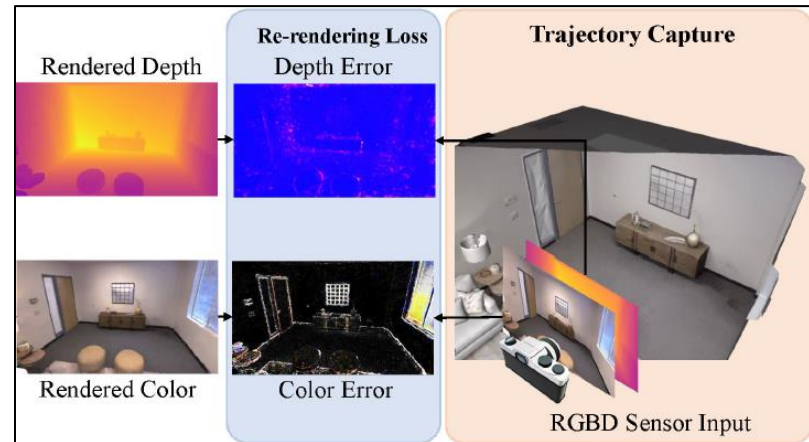 Re-rendering Loss
Trajectory Capture
Rendered Depth
Depth Error
Rendered Color
Color Error
RGBD Sensor Input